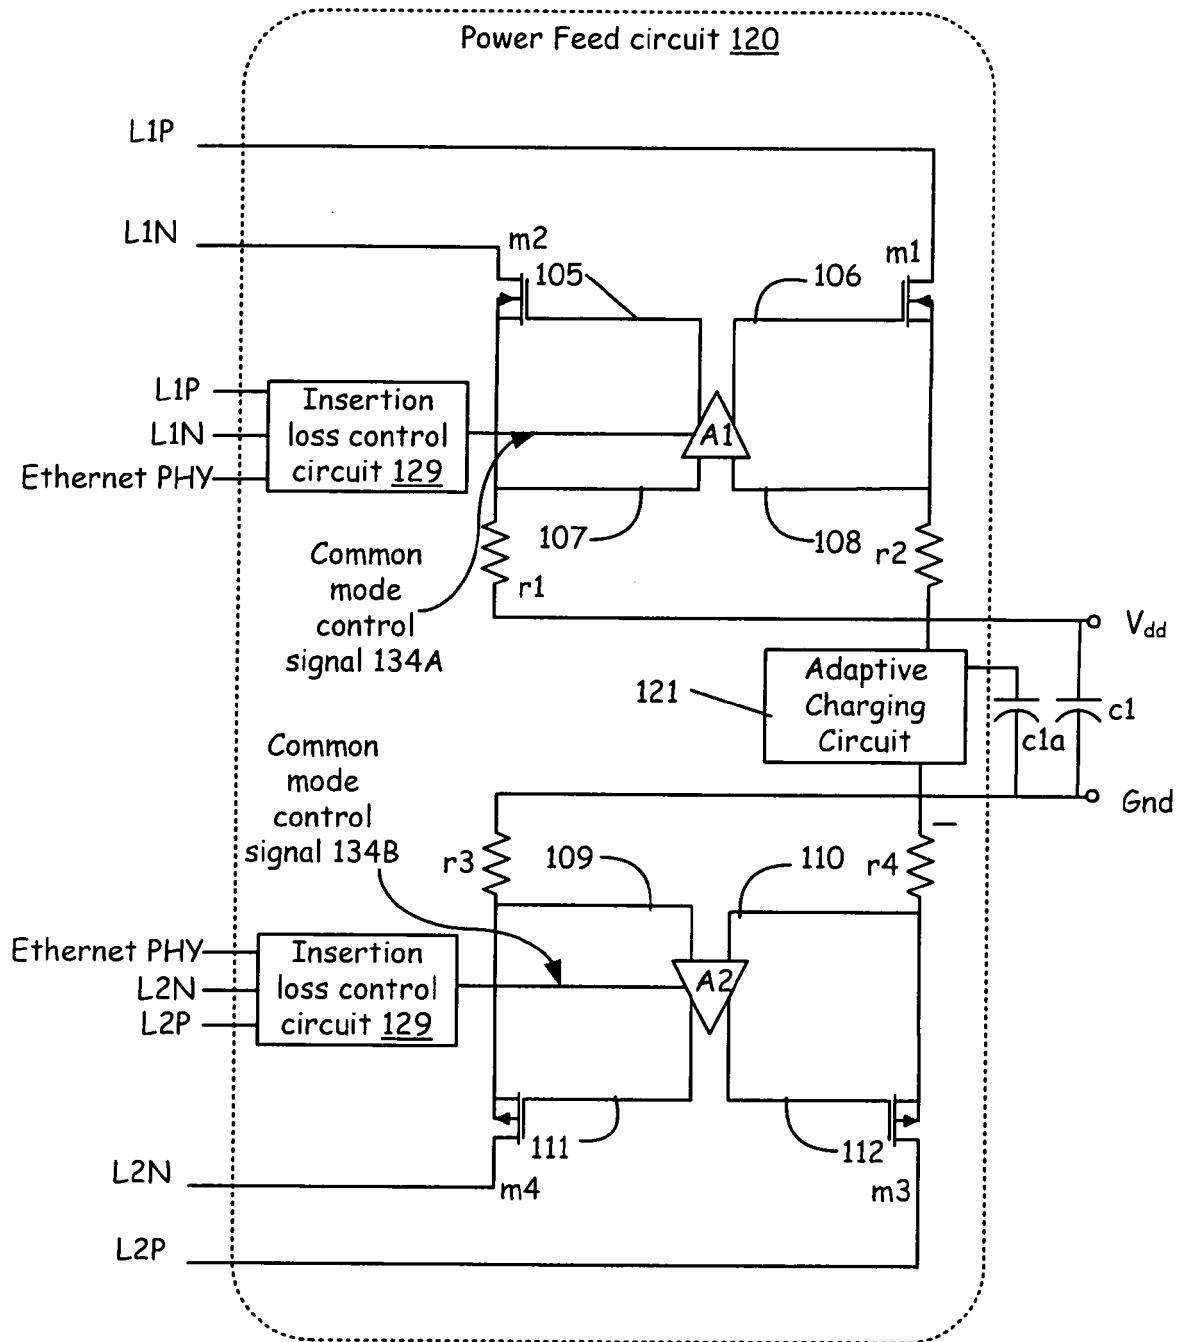 Power Feed circuit 120
L1P
L1N
m2
m1
105
106
L1P
L1N
Ethernet PHY
Insertion
loss control
circuit 129
A1
107
108
r2
r1
Common
mode
control
signal 134A
Vdd
121
Adaptive
Charging
Circuit
c1a
c1
Gnd
Common
mode
control
signal 134B
–
r3
109
110
r4
Ethernet PHY
L2N
L2P
Insertion
loss control
circuit 129
A2
111
112
L2N
m4
m3
L2P